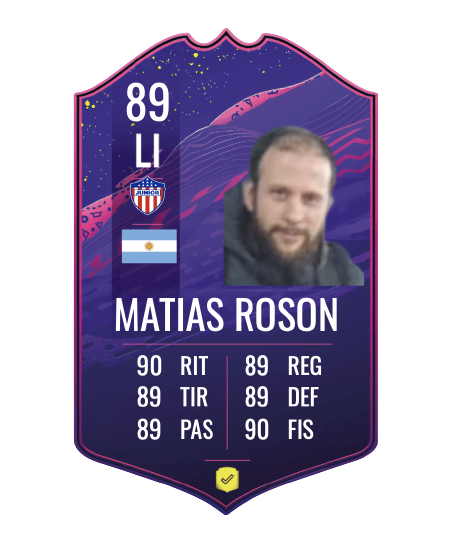 89
LI
JUNIOR
MATIAS ROSON
90 RIT 89 REG
89 TIR 89 DEF
89 PAS 90 FIS